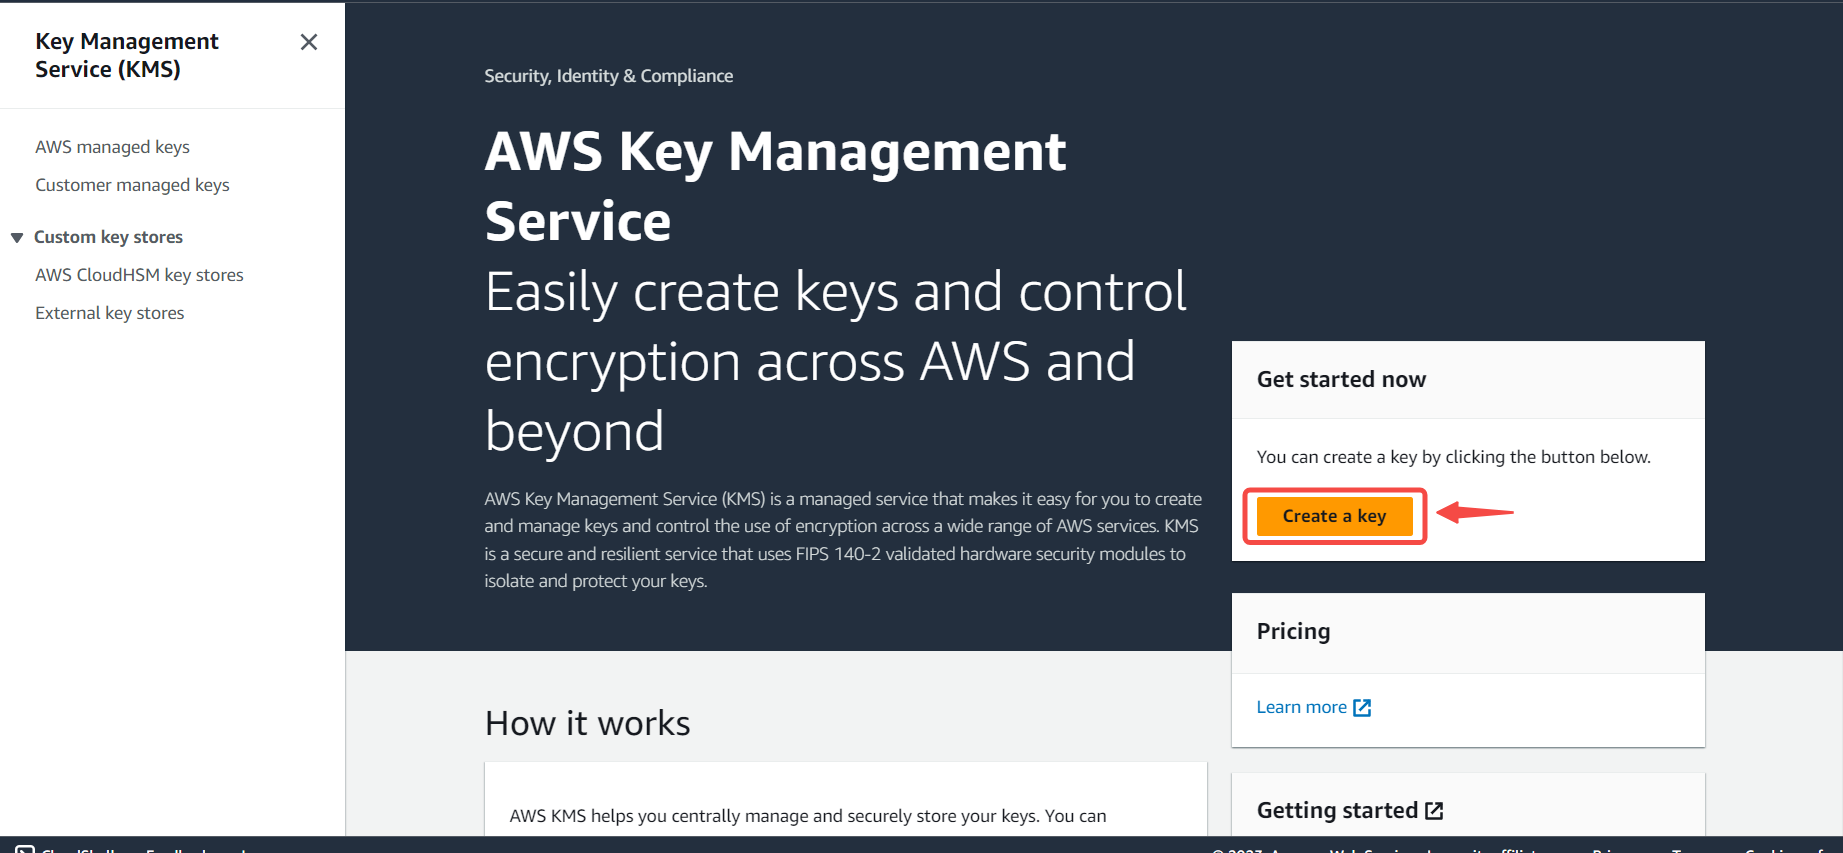 Key Management
Service (KMS)
AWS managed keys
Customer managed keys
Custom key stores
AWS CloudHSM key stores
External key stores
Security, Identity & Compliance
AWS Key Management
Service
Easily create keys and control
encryption across AWS and
beyond
AWS Key Management Service (KMS) is a managed service that makes it easy for you to create
and manage keys and control the use of encryption across a wide range of AWS services. KMS
is a secure and resilient service that uses FIPS 140-2 validated hardware security modules to
isolate and protect your keys.
Get started now
You can create a key by clicking the button below.
Create a key
Pricing
Learn more
How it works
AWS KMS helps you centrally manage and securely store your keys. You can
Getting started